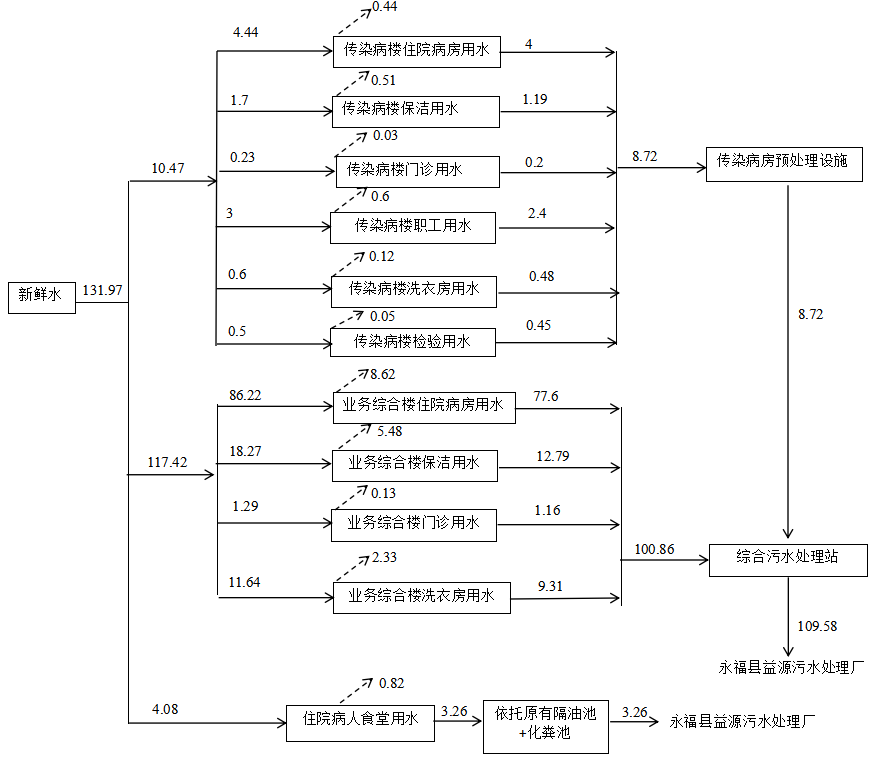 0.44
4.44
传染病楼住院病房用水
4
0.51
1.7
传染病楼保洁用水
1.19
0.03
0.23
传染病楼门诊用水
0.2
8.72
传染病房预处理设施
10.47
0.6
3
传染病楼职工用水
2.4
0.12
0.6
传染病楼洗衣房用水
0.48
新鲜水
131.97
0.05
0.5
传染病楼检验用水
0.45
8.72
8.62
86.22
业务综合楼住院病房用水
77.6
5.48
117.42
18.27
业务综合楼保洁用水
12.79
0.13
1.29
业务综合楼门诊用水
1.16
100.86
综合污水处理站
2.33
11.64
业务综合楼洗衣房用水
9.31
109.58
永福县益源污水处理厂
0.82
4.08
住院病人食堂用水
3.26
依托原有隔油池
+化粪池
3.26
永福县益源污水处理厂